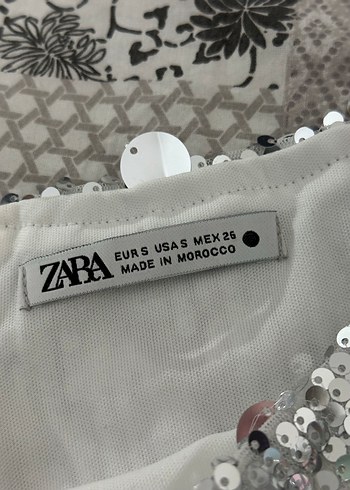 ZARA
EUR S USA S MEX 26
MADE IN MOROCCO